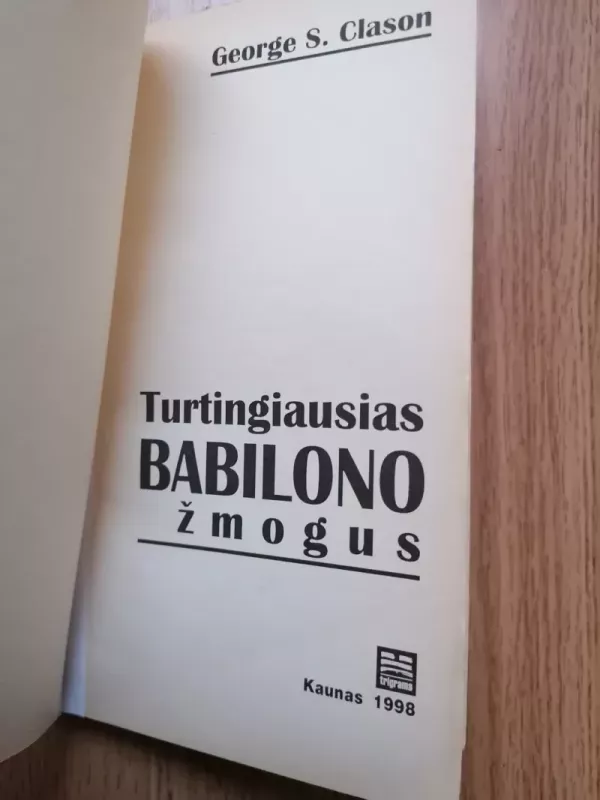 George S. Clason
Turtingiausias
BABILONO
žmogus
trigrama
Kaunas 1998